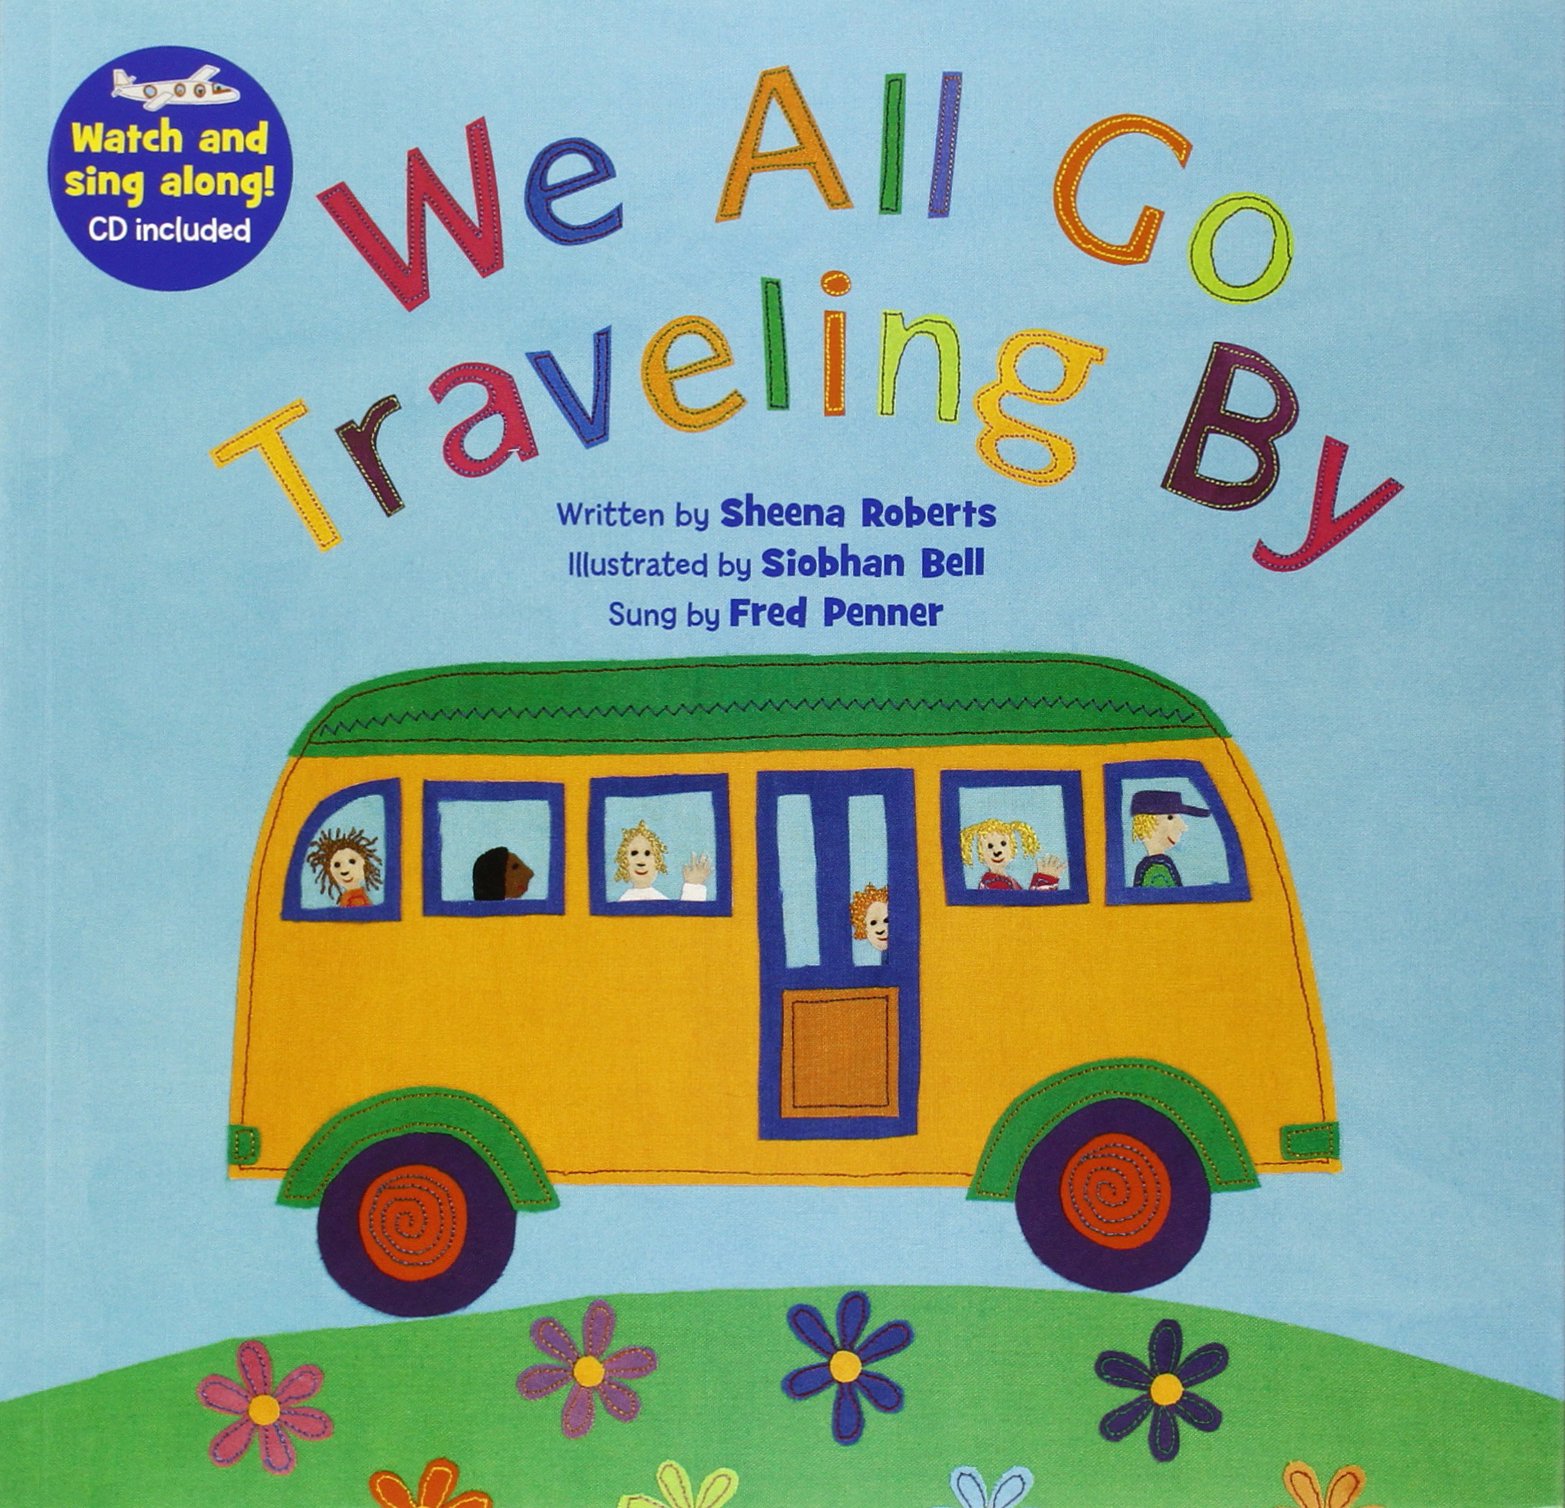 Watch and
sing along!
CD included
We All Go
Traveling By
Written by Sheena Roberts
Illustrated by Siobhan Bell
Sung by Fred Penner